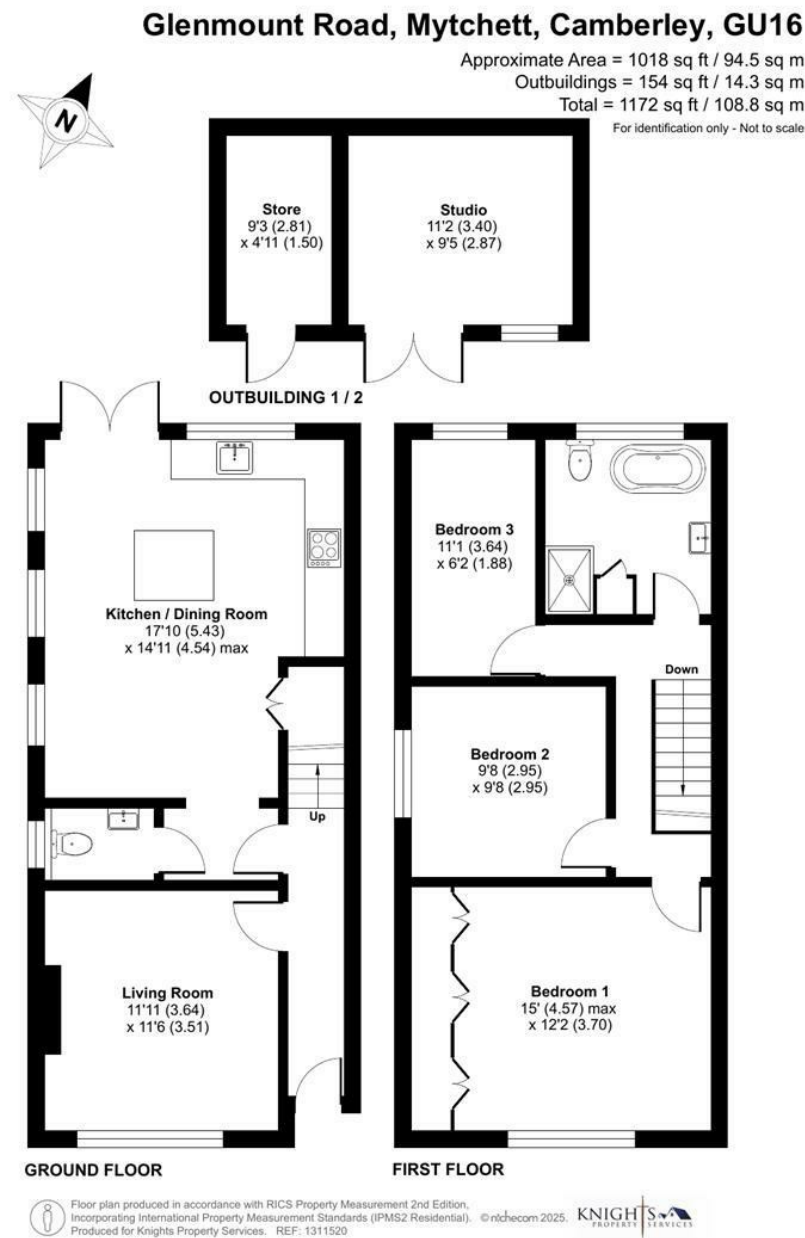 Glenmount Road, Mytchett, Camberley, GU16
Approximate Area = 1018 sq ft / 94.5 sq m
Outbuildings = 154 sq ft / 14.3 sq m
Total = 1172 sq ft / 108.8 sq m
For identification only - Not to scale
N
Store
9'3 (2.81)
x 4'11 (1.50)
Studio
11'2 (3.40)
x 9'5 (2.87)
OUTBUILDING 1 / 2
Kitchen / Dining Room
17'10 (5.43)
x 14'11 (4.54) max
Up
Living Room
11'11 (3.64)
x 11'6 (3.51)
GROUND FLOOR
Bedroom 3
11'1 (3.64)
x 6'2 (1.88)
Down
Bedroom 2
9'8 (2.95)
x 9'8 (2.95)
Bedroom 1
15' (4.57) max
x 12'2 (3.70)
FIRST FLOOR
Floor plan produced in accordance with RICS Property Measurement 2nd Edition,
Incorporating International Property Measurement Standards (IPMS2 Residential). © ntchecom 2025.
Produced for Knights Property Services. REF: 1311520
KNIGHTS
PROPERTY SERVICES